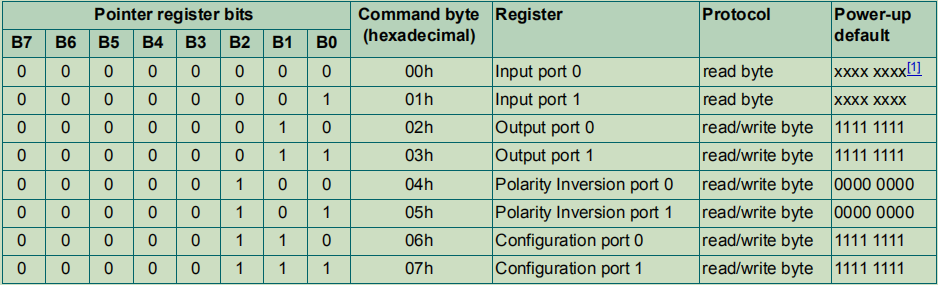 Pointer register bits Command byte (hexadecimal) Register Protocol Power-up default
B7 B6 B5 B4 B3 B2 B1 B0
0 0 0 0 0 0 0 0 00h Input port 0 read byte xxxx xxxx[1]
0 0 0 0 0 0 0 1 01h Input port 1 read byte xxxx xxxx
0 0 0 0 0 0 1 0 02h Output port 0 read/write byte 1111 1111
0 0 0 0 0 0 1 1 03h Output port 1 read/write byte 1111 1111
0 0 0 0 0 1 0 0 04h Polarity Inversion port 0 read/write byte 0000 0000
0 0 0 0 0 1 0 1 05h Polarity Inversion port 1 read/write byte 0000 0000
0 0 0 0 0 1 1 0 06h Configuration port 0 read/write byte 1111 1111
0 0 0 0 0 1 1 1 07h Configuration port 1 read/write byte 1111 1111